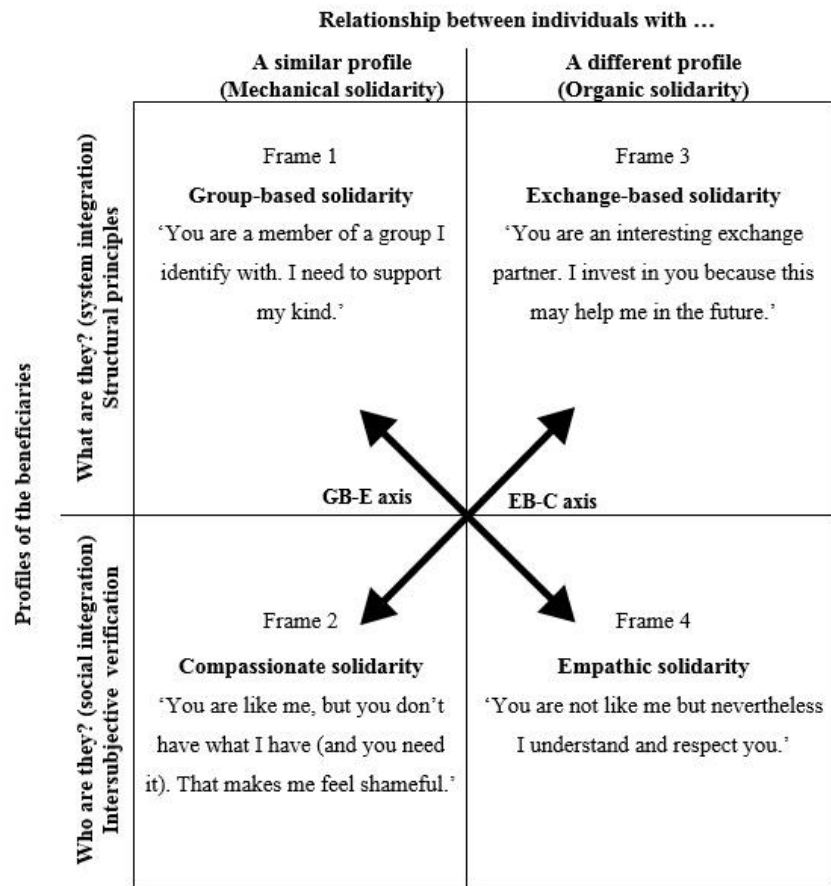 Relationship between individuals with …
A similar profile
(Mechanical solidarity)
A different profile
(Organic solidarity)
Profiles of the beneficiaries
What are they? (system integration)
Structural principles
Frame 1
Group-based solidarity
‘You are a member of a group I
identify with. I need to support
my kind.’
Frame 3
Exchange-based solidarity
‘You are an interesting exchange
partner. I invest in you because this
may help me in the future.’
GB-E axis
EB-C axis
Who are they? (social integration)
Intersubjective verification
Frame 2
Compassionate solidarity
‘You are like me, but you don’t
have what I have (and you need
it). That makes me feel shameful.’
Frame 4
Empathic solidarity
‘You are not like me but nevertheless
I understand and respect you.’